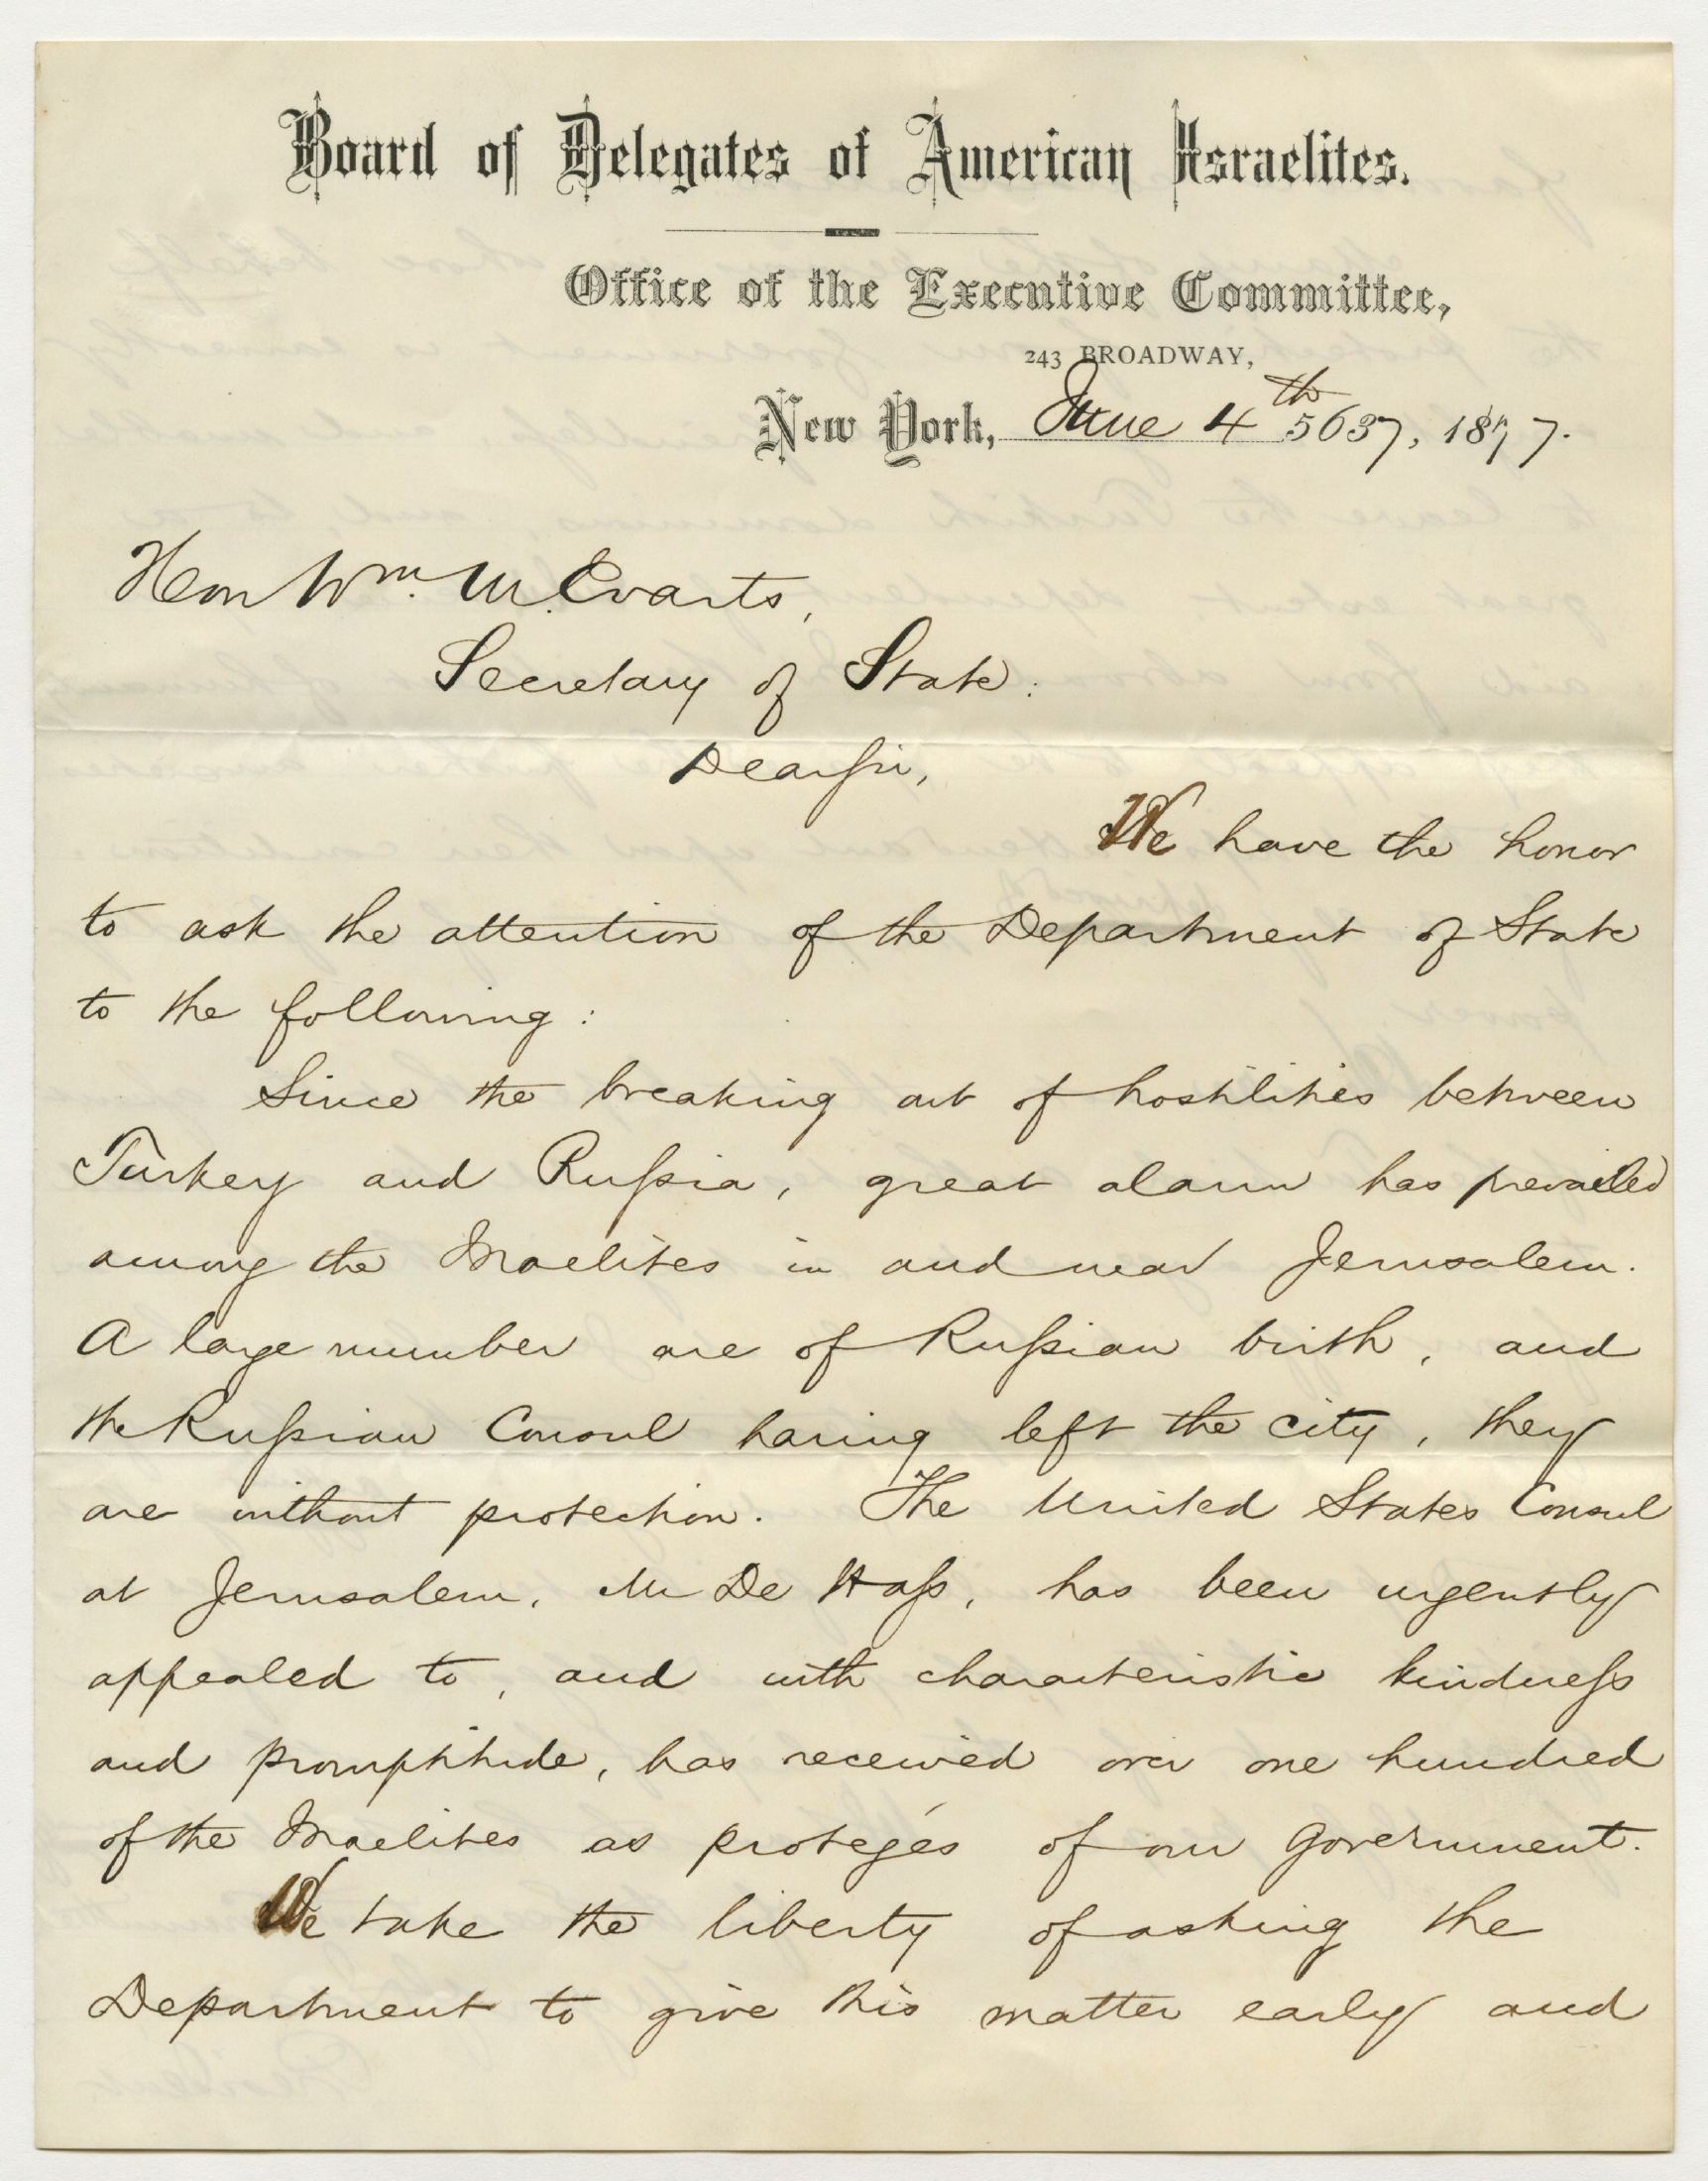 Board of Delegates of American Israelites.
Office of the Executive Committee,
243 BROADWAY,
New York, June 4th 5637, 1877.
Hon Wm. M. Evarts,
Secretary of State:
Dear Sir,
We have the honor
to ask the attention of the Department of State
to the following:
Since the breaking out of hostilities between
Turkey and Russia, great alarm has prevailed
among the Israelites in and near Jerusalem.
A large number are of Russian birth, and
the Russian Consul having left the city, they
are without protection. The United States Consul
at Jerusalem, Mr De Hass, has been urgently
appealed to, and with characteristic kindness
and promptitude, has received over one hundred
of the Israelites as protegés of our Government.
We take the liberty of asking the
Department to give this matter early and